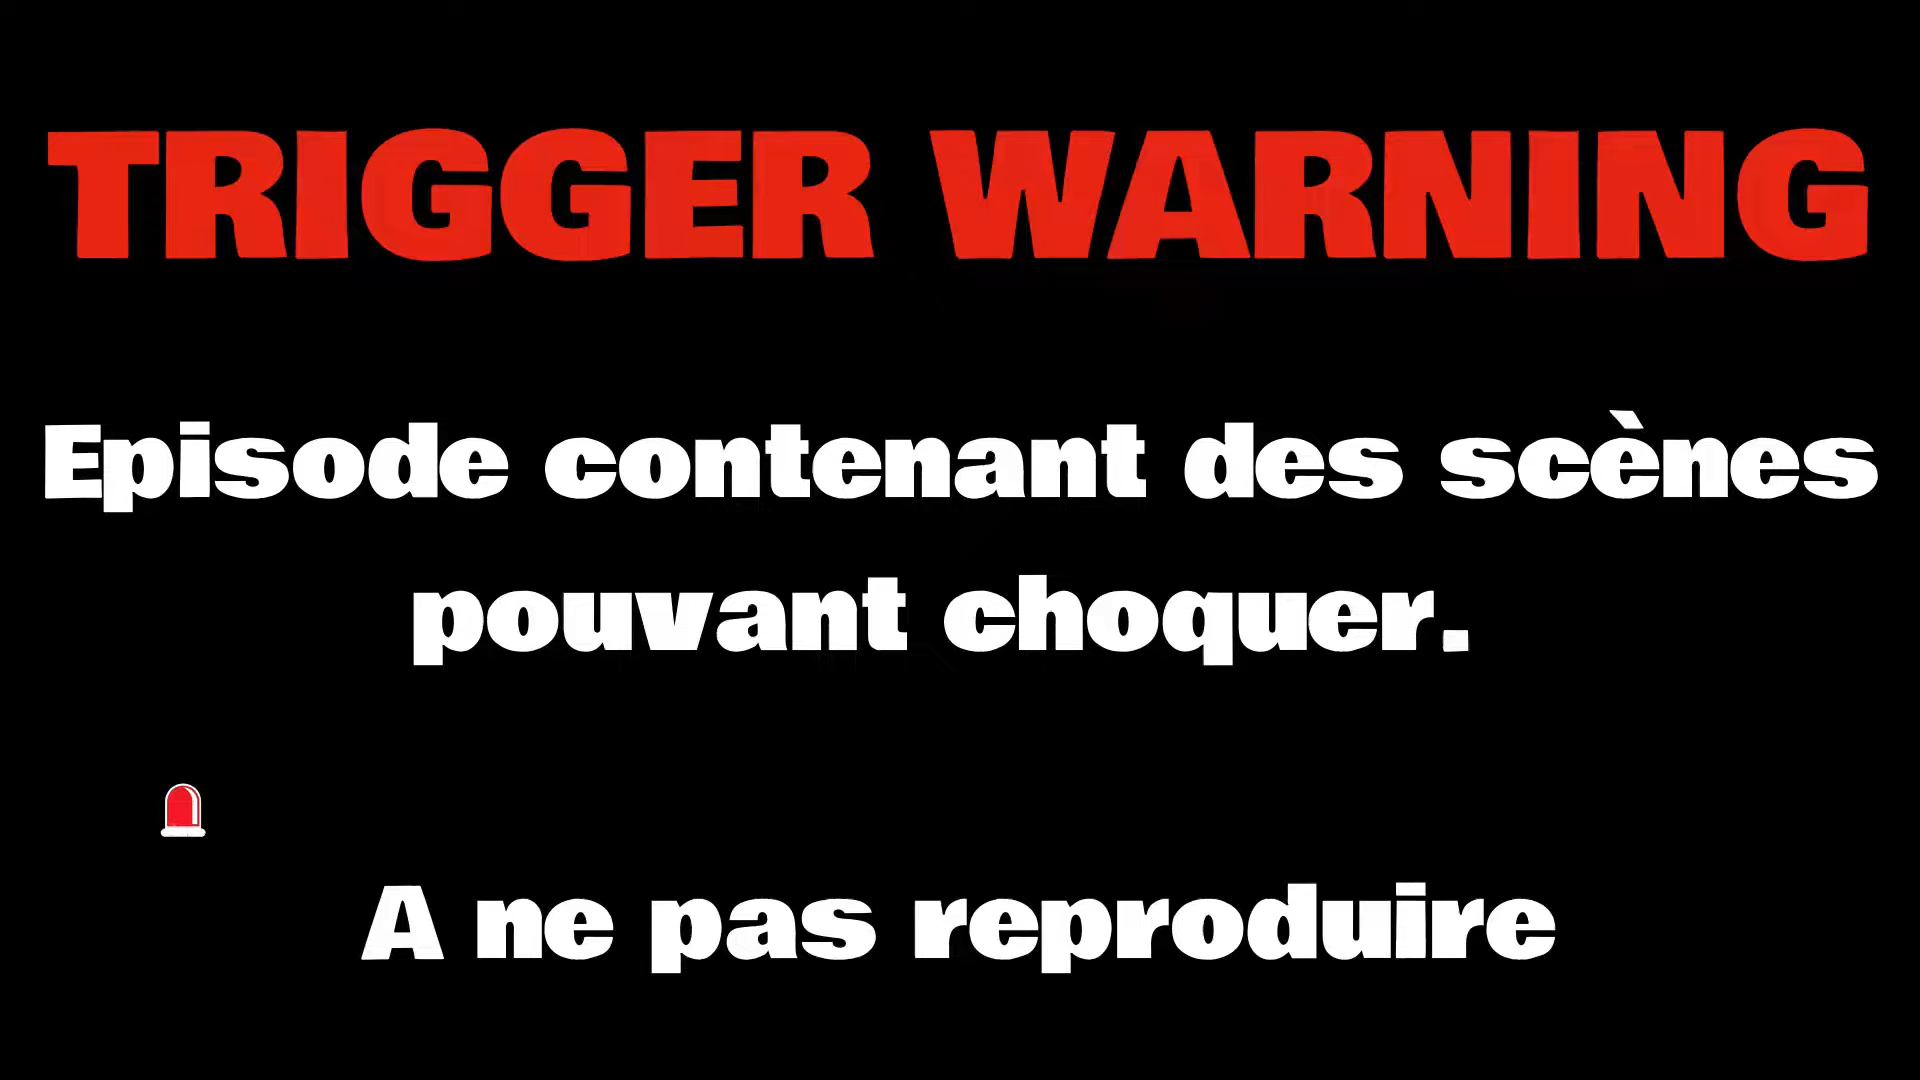 TRIGGER WARNING
Episode contenant des scènes
pouvant choquer.
A ne pas reproduire